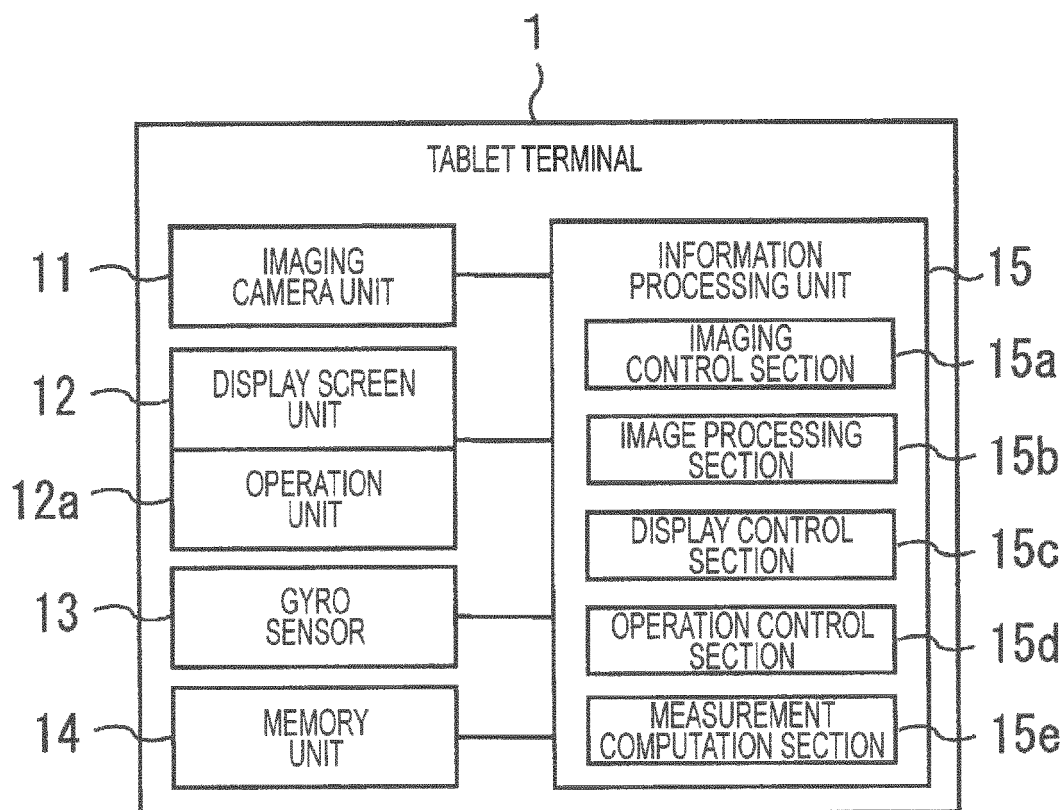 1
TABLET TERMINAL
11
IMAGING
CAMERA UNIT
12
DISPLAY SCREEN
UNIT
12a
OPERATION
UNIT
13
GYRO
SENSOR
14
MEMORY
UNIT
INFORMATION
PROCESSING UNIT
15
IMAGING
CONTROL SECTION
15a
IMAGE PROCESSING
SECTION
15b
DISPLAY CONTROL
SECTION
15c
OPERATION CONTROL
SECTION
15d
MEASUREMENT
COMPUTATION SECTION
15e